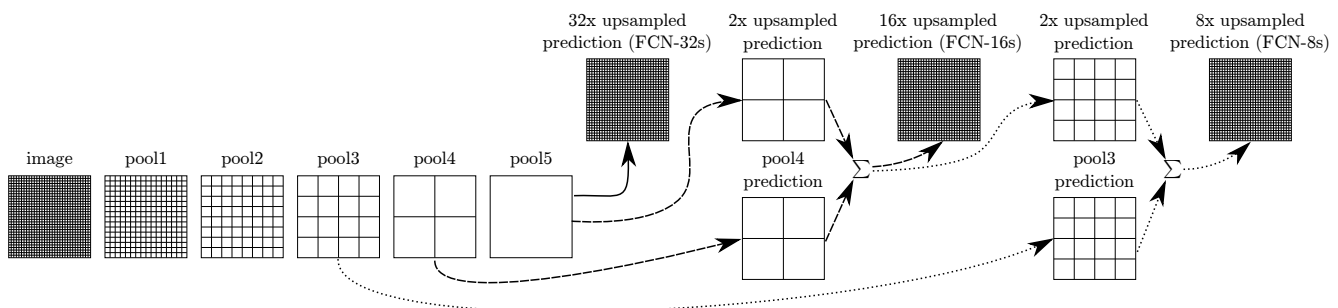 32x upsampled
prediction (FCN-32s)
2x upsampled
prediction
16x upsampled
prediction (FCN-16s)
2x upsampled
prediction
8x upsampled
prediction (FCN-8s)
image
pool1
pool2
pool3
pool4
pool5
pool4
prediction
∑
pool3
prediction
∑